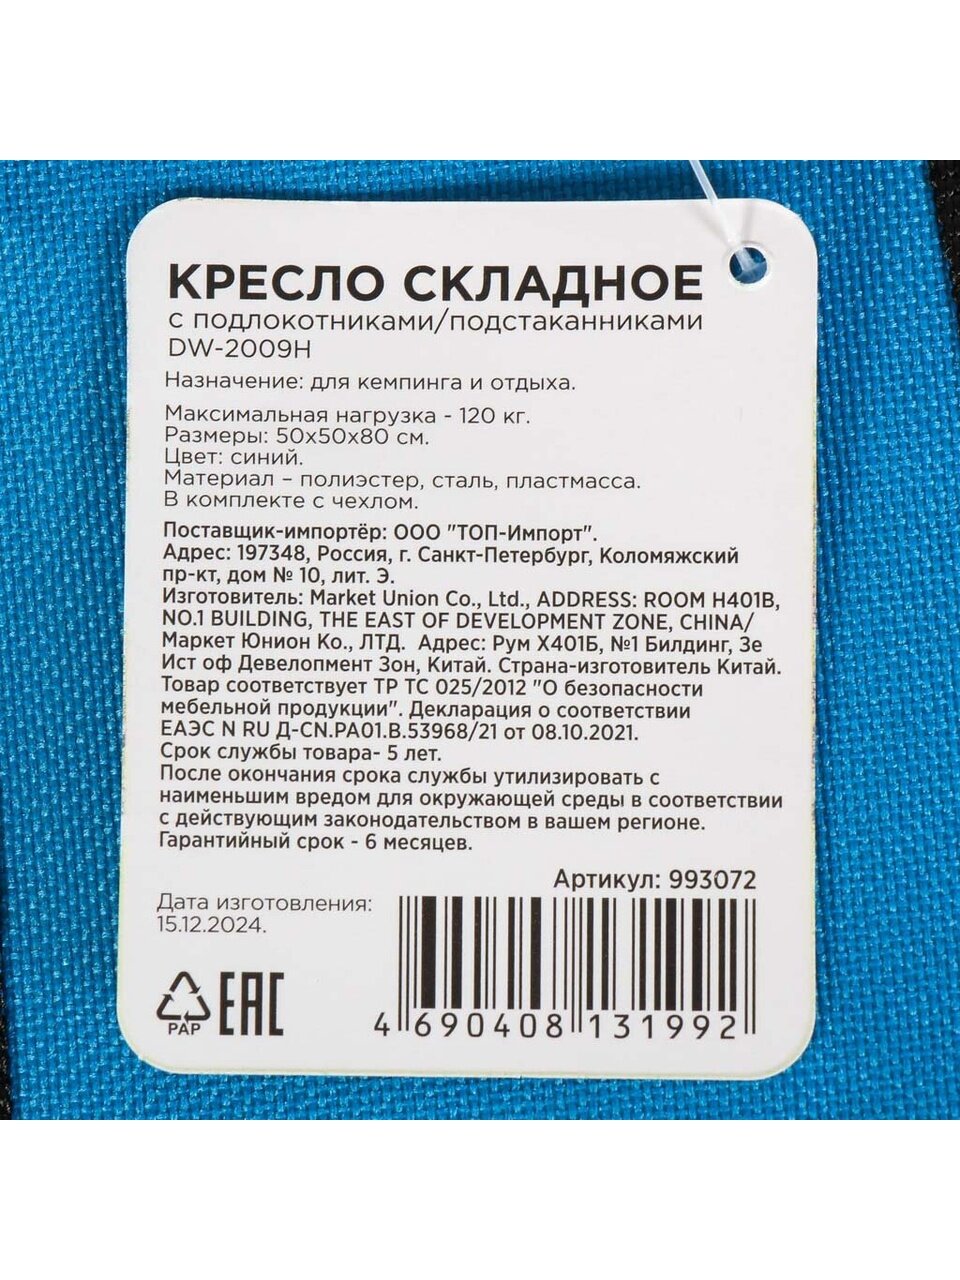 КРЕСЛО СКЛАДНОЕ
с подлокотниками/подстаканниками
DW-2009H
Назначение: для кемпинга и отдыха.
Максимальная нагрузка - 120 кг.
Размеры: 50х50х80 см.
Цвет: синий.
Материал – полиэстер, сталь, пластмасса.
В комплекте с чехлом.
Поставщик-импортёр: ООО "ТОП-Импорт".
Адрес: 197348, Россия, г. Санкт-Петербург, Коломяжский
пр-кт, дом № 10, лит. Э.
Изготовитель: Market Union Co., Ltd., ADDRESS: ROOM H401B,
NO.1 BUILDING, THE EAST OF DEVELOPMENT ZONE, CHINA/
Маркет Юнион Ко., ЛТД. Адрес: Рум Х401Б, №1 Билдинг, Зе
Ист оф Девелопмент Зон, Китай. Страна-изготовитель Китай.
Товар соответствует ТР ТС 025/2012 "О безопасности
мебельной продукции". Декларация о соответствии
ЕАЭС N RU Д-CN.РА01.В.53968/21 от 08.10.2021.
Срок службы товара- 5 лет.
После окончания срока службы утилизировать с
наименьшим вредом для окружающей среды в соответствии
с действующим законодательством в вашем регионе.
Гарантийный срок - 6 месяцев.
Артикул: 993072
Дата изготовления:
15.12.2024.
PAP EAC
4 690408 131992